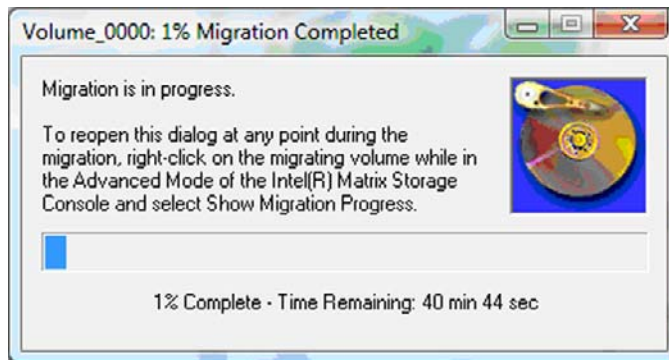 Volume_0000: 1% Migration Completed
Migration is in progress.
To reopen this dialog at any point during the
migration, right-click on the migrating volume while in
the Advanced Mode of the Intel(R) Matrix Storage
Console and select Show Migration Progress.
1% Complete - Time Remaining: 40 min 44 sec